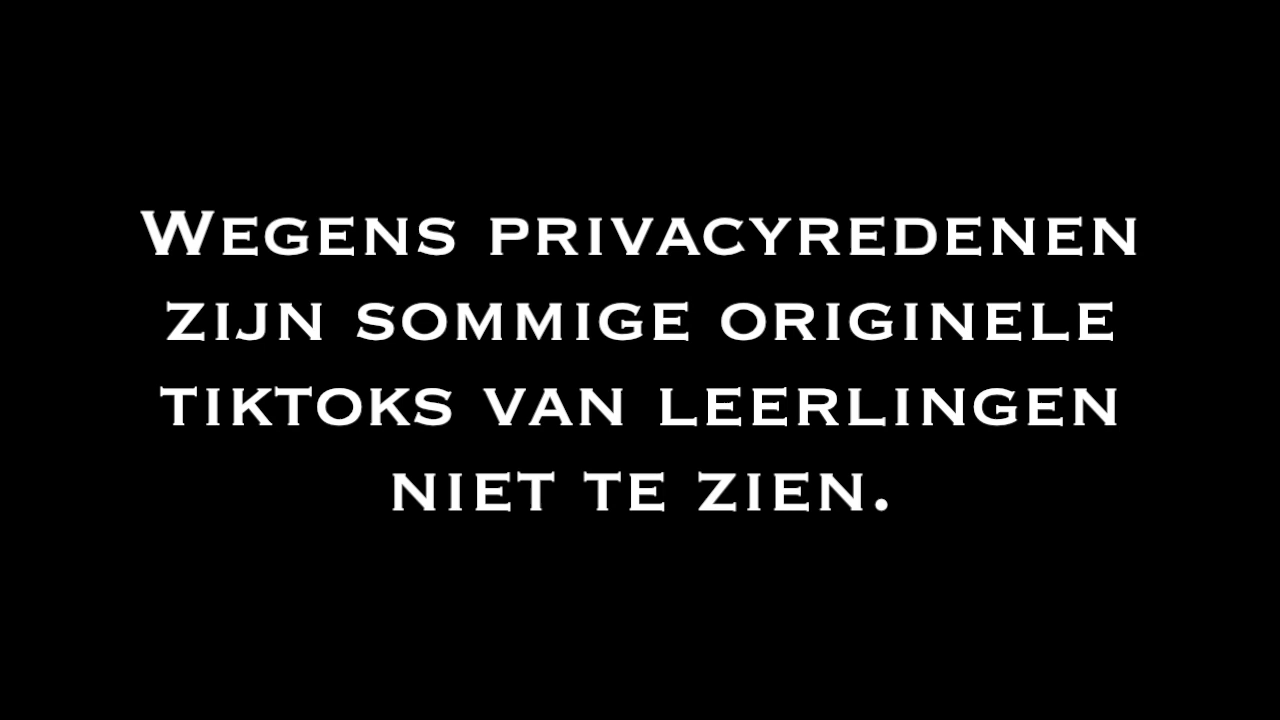 Wegens privacyredenen
zijn sommige originele
tiktoks van leerlingen
niet te zien.